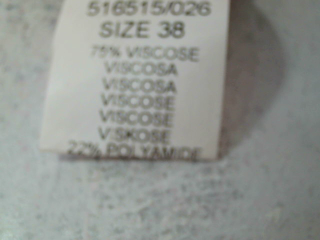 516515/026
SIZE 38
75% VISCOSE
VISCOSA
VISCOSA
VISCOSE
VISCOSE
VISKOSE
22% POLYAMIDE